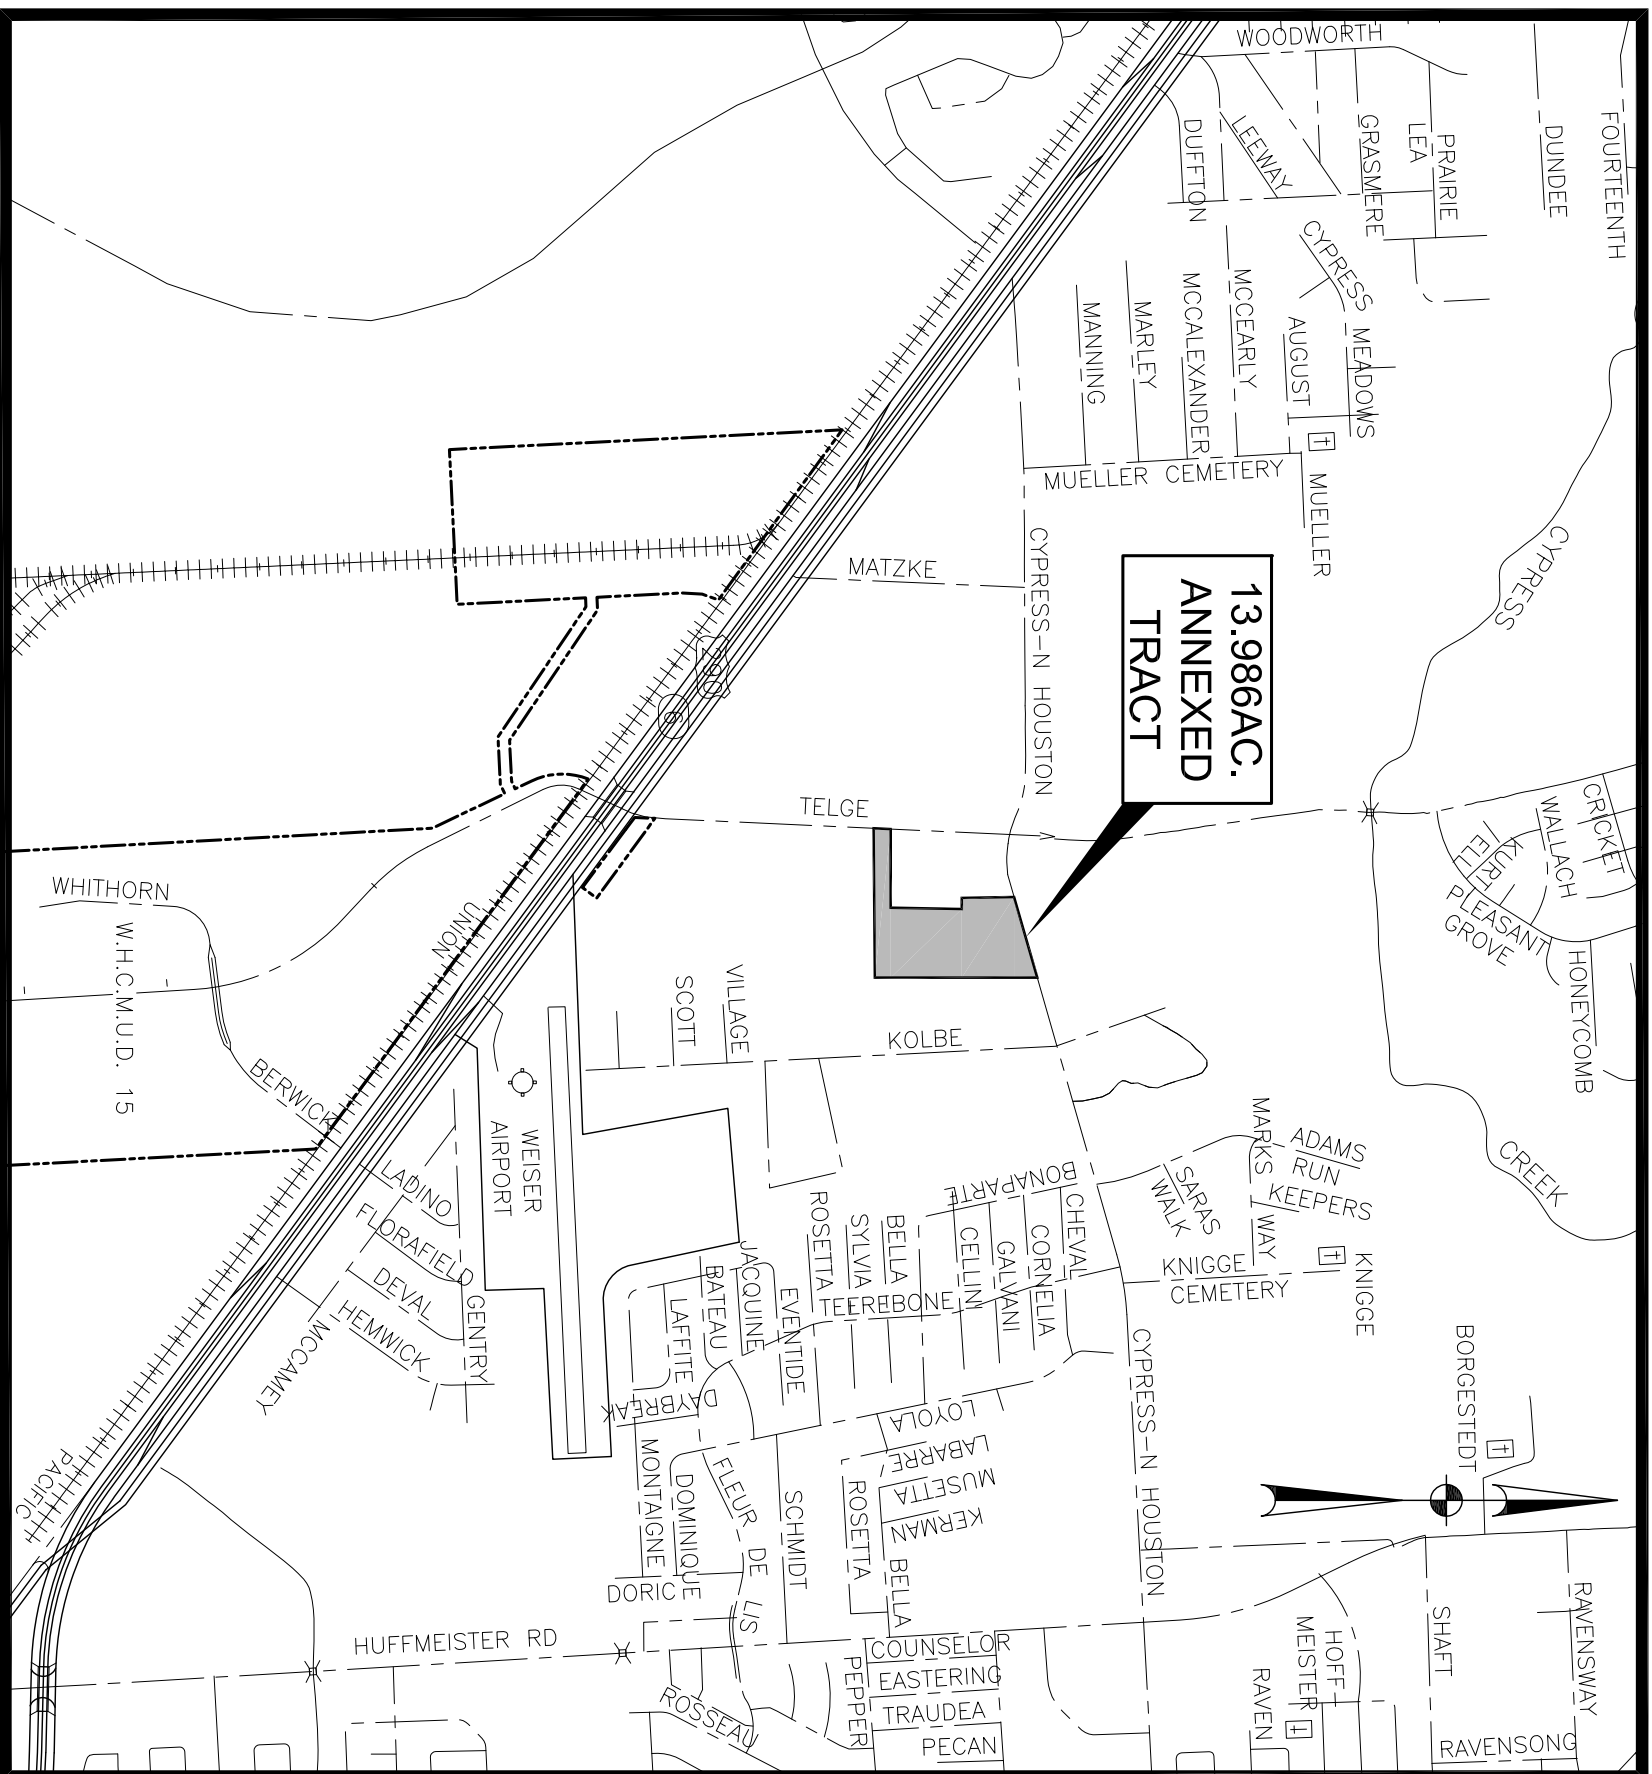 WOODWORTH
DUFFTON
LEEWAY
GRASMERE
PRAIRIE
LEA
DUNDEE
FOURTEENTH
CYPRESS MEADOWS
MANNING
MARLEY
MCCALEXANDER
MCCEARLY
AUGUST
MUELLER CEMETERY
MUELLER
CYPRESS
CREEK
MATZKE
CYPRESS-N HOUSTON
13.986AC.
ANNEXED
TRACT
290
6
TELGE
CRICKET
WALLACH
KUERT
ELI
PLEASANT
GROVE
HONEYCOMB
WHITHORN
W.H.C.M.U.D. 15
UNION
PACIFIC
BERWICK
VILLAGE
SCOTT
KOLBE
WEISER
AIRPORT
LADINO
FLORAFIELD
DEVAL
HEMWICK
GENTRY
MCCAMEY
MARKS WAY
ADAMS
RUN
KEEPERS
SARAS
WALK
KNIGGE
CEMETERY
KNIGGE
BONAPARTE
CHEVAL
CORNELIA
GALVANI
CELLINI
BELLA
SYLVIA
ROSETTA
TEEREBONE
EVENTIDE
JACQUINE
BATEAU
LAFFITE
DAYBREAK
MONTAIGNE
DOMINIQUE
FLEUR DE LIS
SCHMIDT
LOYOLA
LABARRE
MUSETTA
KERMAN
ROSETTA
BELLA
DORIC
CYPRESS-N HOUSTON
BORGESTEDT
HUFFMEISTER RD
COUNSELOR
EASTERING
TRAUDEA
PECAN
PEPPER
ROSSEAU
RAVEN
HOFF-
MEISTER
SHAFT
RAVENSWAY
RAVENSONG